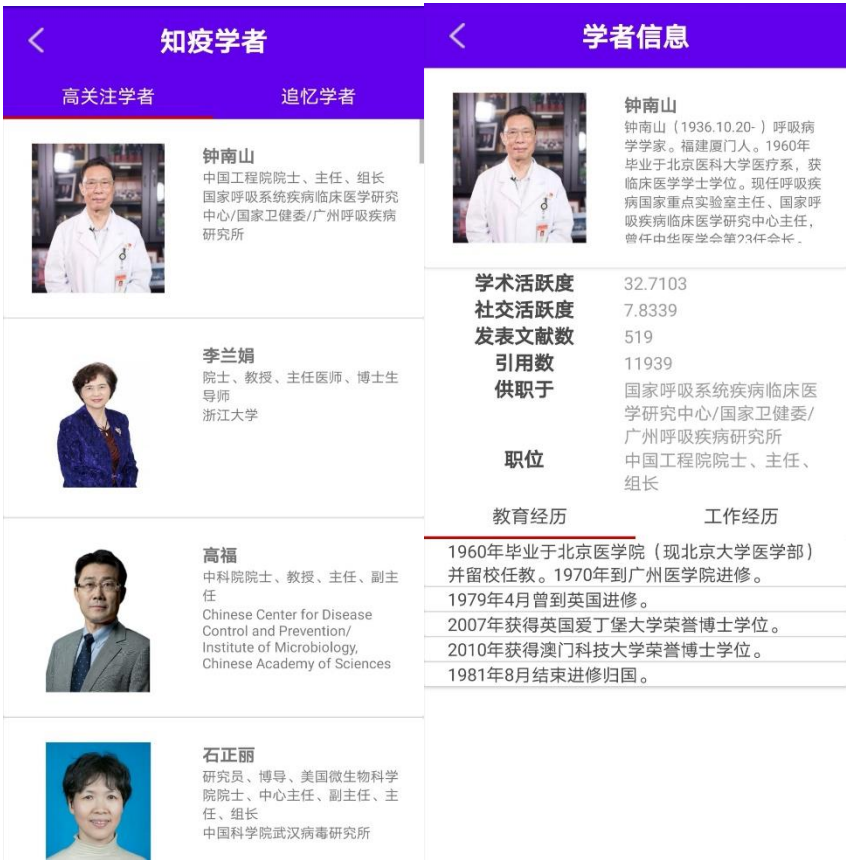 知疫学者
高关注学者
追忆学者
钟南山
中国工程院院士、主任、组长
国家呼吸系统疾病临床医学研究
中心/国家卫健委/广州呼吸疾病
研究所
李兰娟
院士、教授、主任医师、博士生
导师
浙江大学
高福
中科院院士、教授、主任、副主
任
Chinese Center for Disease
Control and Prevention/
Institute of Microbiology,
Chinese Academy of Sciences
石正丽
研究员、博导、美国微生物科学
院院士、中心主任、副主任、主
任、组长
中国科学院武汉病毒研究所
学者信息
钟南山
钟南山（1936.10.20- ）呼吸病
学学家。福建厦门人。1960年
毕业于北京医科大学医疗系，获
临床医学学士学位。现任呼吸疾
病国家重点实验室主任、国家呼
吸疾病临床医学研究中心主任，
曾任中华医学会第23任会长。
学术活跃度 32.7103
社交活跃度 7.8339
发表文献数 519
引用数 11939
供职于 国家呼吸系统疾病临床医
学研究中心/国家卫健委/
广州呼吸疾病研究所
职位 中国工程院院士、主任、
组长
教育经历
工作经历
1960年毕业于北京医学院（现北京大学医学部）
并留校任教。1970年到广州医学院进修。
1979年4月曾到英国进修。
2007年获得英国爱丁堡大学荣誉博士学位。
2010年获得澳门科技大学荣誉博士学位。
1981年8月结束进修归国。